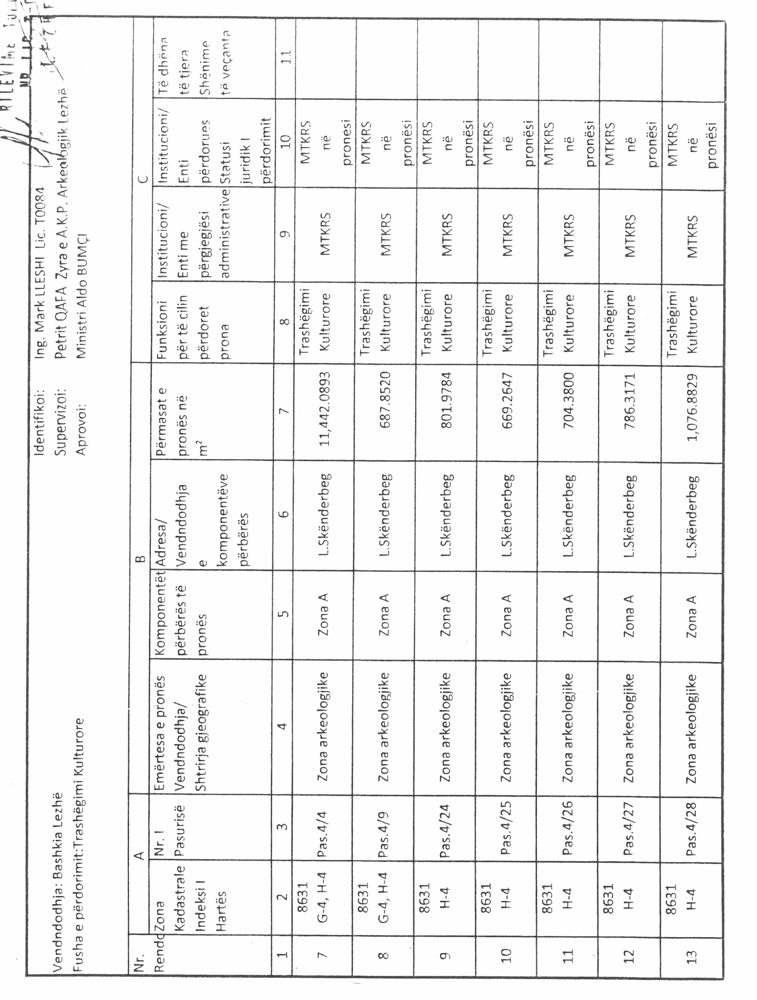 RILEVIME
Identifikoi: Ing. Mark LLESHI Lic. T0084
Supervizoi: Petrit QAFA Zyra e A.K.P. Arkeologjik Lezhë
Aprovoi: Ministri Aldo BUMÇI
Vendndodhja: Bashkia Lezhë
Fusha e përdorimit:Trashëgimi Kulturore
Nr. A B C
Rendo Zona Kadastrale Indeksi I Hartës Nr. I Pasurisë Emërtesa e pronës Vendndodhja/ Shtrirja gjeografike Komponentët përbërës të pronës Adresa/ Vendndodhja e komponentëve përbërës Përmasat e pronës në m² Funksioni për të cilin përdoret prona Institucioni/ Enti me përgjegjësi administrative Institucioni/ Enti përdorues Statusi juridik I përdorimit Të dhëna të tjera Shënime të veçanta
1 2 3 4 5 6 7 8 9 10 11
7 8631 G-4, H-4 Pas.4/4 Zona arkeologjike Zona A L.Skënderbeg 11,442.0893 Trashëgimi Kulturore MTKRS MTKRS në pronesi
8 8631 G-4, H-4 Pas.4/9 Zona arkeologjike Zona A L.Skënderbeg 687.8520 Trashëgimi Kulturore MTKRS MTKRS në pronësi
9 8631 H-4 Pas.4/24 Zona arkeologjike Zona A L.Skënderbeg 801.9784 Trashëgimi Kulturore MTKRS MTKRS në pronësi
10 8631 H-4 Pas.4/25 Zona arkeologjike Zona A L.Skënderbeg 669.2647 Trashëgimi Kulturore MTKRS MTKRS në pronësi
11 8631 H-4 Pas.4/26 Zona arkeologjike Zona A L.Skënderbeg 704.3800 Trashëgimi Kulturore MTKRS MTKRS në pronësi
12 8631 H-4 Pas.4/27 Zona arkeologjike Zona A L.Skënderbeg 786.3171 Trashëgimi Kulturore MTKRS MTKRS në pronësi
13 8631 H-4 Pas.4/28 Zona arkeologjike Zona A L.Skënderbeg 1,076.8829 Trashëgimi Kulturore MTKRS MTKRS në pronësi